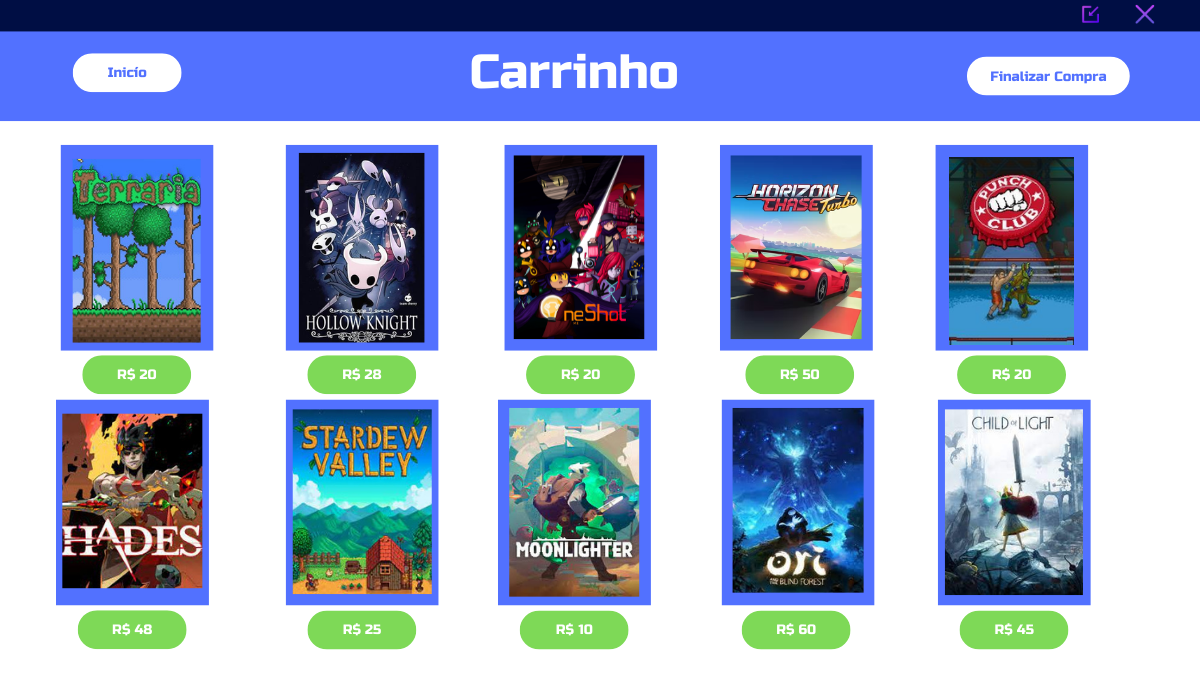 Inicío
Carrinho
Finalizar Compra
Terraria
HOLLOW KNIGHT
OneShot
HORIZON
CHASE Turbo
PUNCH
CLUB
R$ 20
R$ 28
R$ 20
R$ 50
R$ 20
HADES
STARDEW
VALLEY
MOONLIGHTER
ori
AND THE BLIND FOREST
CHILD of LIGHT
R$ 48
R$ 25
R$ 10
R$ 60
R$ 45